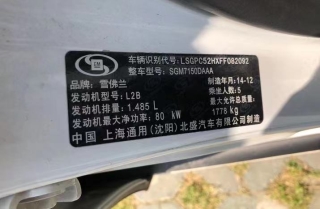 SGM
车辆识别代号: LSGPC52HXFF082092
整车型号: SGM7150DAAA
品牌: 雪佛兰 制造年月: 14-12
发动机型号: L2B 乘坐人数: 5
发动机排量: 1.485 L 最大允许总质量:
发动机最大净功率: 80 kW 1775 kg
中国 上海通用(沈阳)北盛汽车有限公司制造